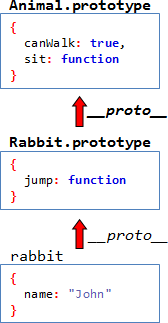 Animal.prototype
{
canWalk: true,
sit: function
}
__proto__
Rabbit.prototype
{
jump: function
}
__proto__
rabbit
{
name: "John"
}